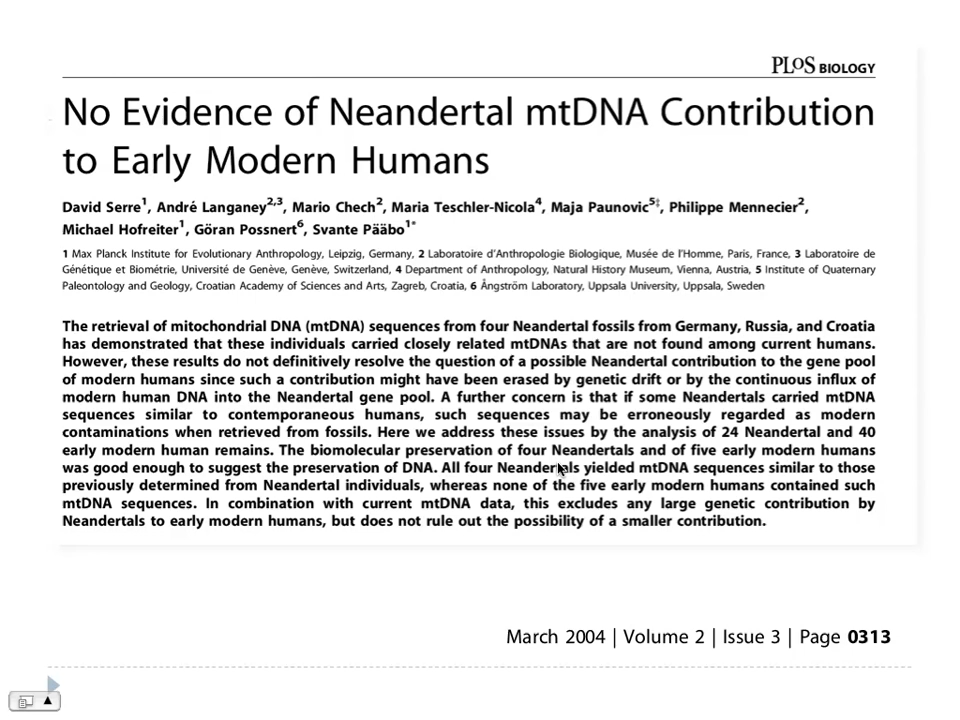 PLoS BIOLOGY
No Evidence of Neandertal mtDNA Contribution
to Early Modern Humans
David Serre1, André Langaney2,3, Mario Chech2, Maria Teschler-Nicola4, Maja Paunovic5‡, Philippe Mennecier2,
Michael Hofreiter1, Göran Possnert6, Svante Pääbo1*
1 Max Planck Institute for Evolutionary Anthropology, Leipzig, Germany, 2 Laboratoire d'Anthropologie Biologique, Musée de l'Homme, Paris, France, 3 Laboratoire de
Génétique et Biométrie, Université de Genève, Genève, Switzerland, 4 Department of Anthropology, Natural History Museum, Vienna, Austria, 5 Institute of Quaternary
Paleontology and Geology, Croatian Academy of Sciences and Arts, Zagreb, Croatia, 6 Ångström Laboratory, Uppsala University, Uppsala, Sweden
The retrieval of mitochondrial DNA (mtDNA) sequences from four Neandertal fossils from Germany, Russia, and Croatia
has demonstrated that these individuals carried closely related mtDNAs that are not found among current humans.
However, these results do not definitively resolve the question of a possible Neandertal contribution to the gene pool
of modern humans since such a contribution might have been erased by genetic drift or by the continuous influx of
modern human DNA into the Neandertal gene pool. A further concern is that if some Neandertals carried mtDNA
sequences similar to contemporaneous humans, such sequences may be erroneously regarded as modern
contaminations when retrieved from fossils. Here we address these issues by the analysis of 24 Neandertal and 40
early modern human remains. The biomolecular preservation of four Neandertals and of five early modern humans
was good enough to suggest the preservation of DNA. All four Neandertals yielded mtDNA sequences similar to those
previously determined from Neandertal individuals, whereas none of the five early modern humans contained such
mtDNA sequences. In combination with current mtDNA data, this excludes any large genetic contribution by
Neandertals to early modern humans, but does not rule out the possibility of a smaller contribution.
March 2004 | Volume 2 | Issue 3 | Page 0313